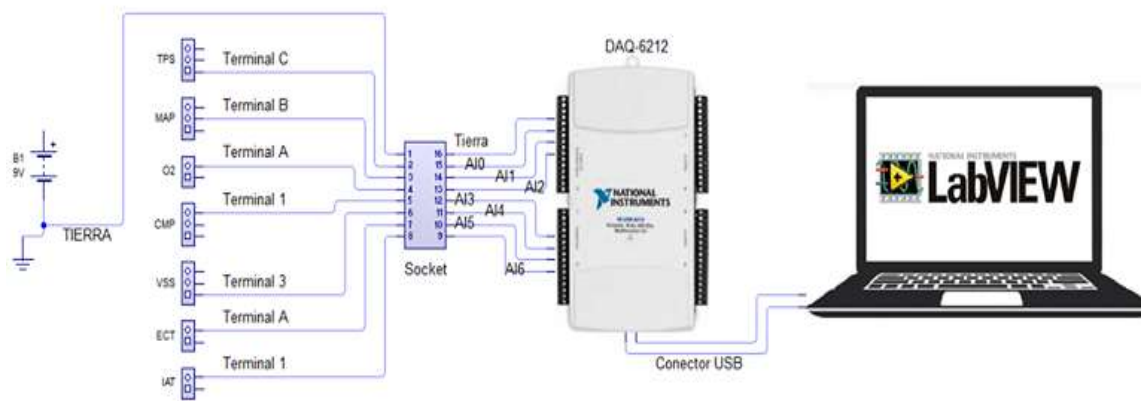 DAQ-6212
TPS
Terminal C
MAP
Terminal B
O2
Terminal A
CMP
Terminal 1
VSS
Terminal 3
ECT
Terminal A
IAT
Terminal 1
B1
9V
+
TIERRA
1
2
3
4
5
6
7
8
16
15
14
13
12
11
10
9
Socket
Tierra
AI0
AI1
AI2
AI3
AI4
AI5
AI6
NATIONAL
INSTRUMENTS
Conector USB
NATIONAL INSTRUMENTS
LabVIEW